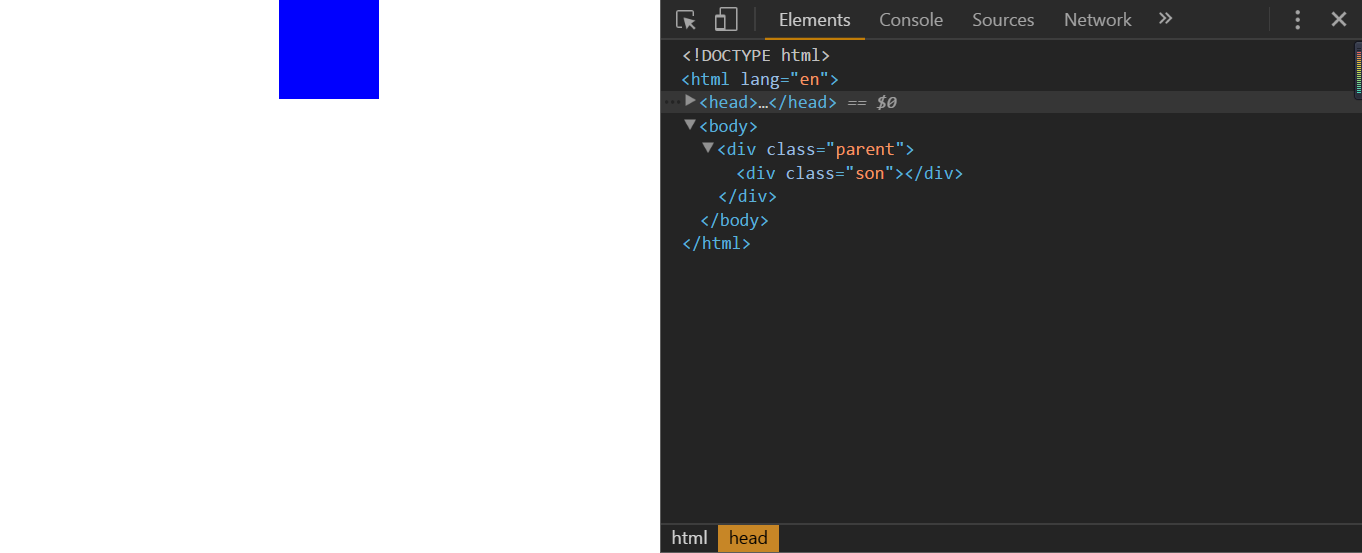 Elements Console Sources Network »
<!DOCTYPE html>
<html lang="en">
… <head>…</head> == $0
<body>
<div class="parent">
<div class="son"></div>
</div>
</body>
</html>
html head